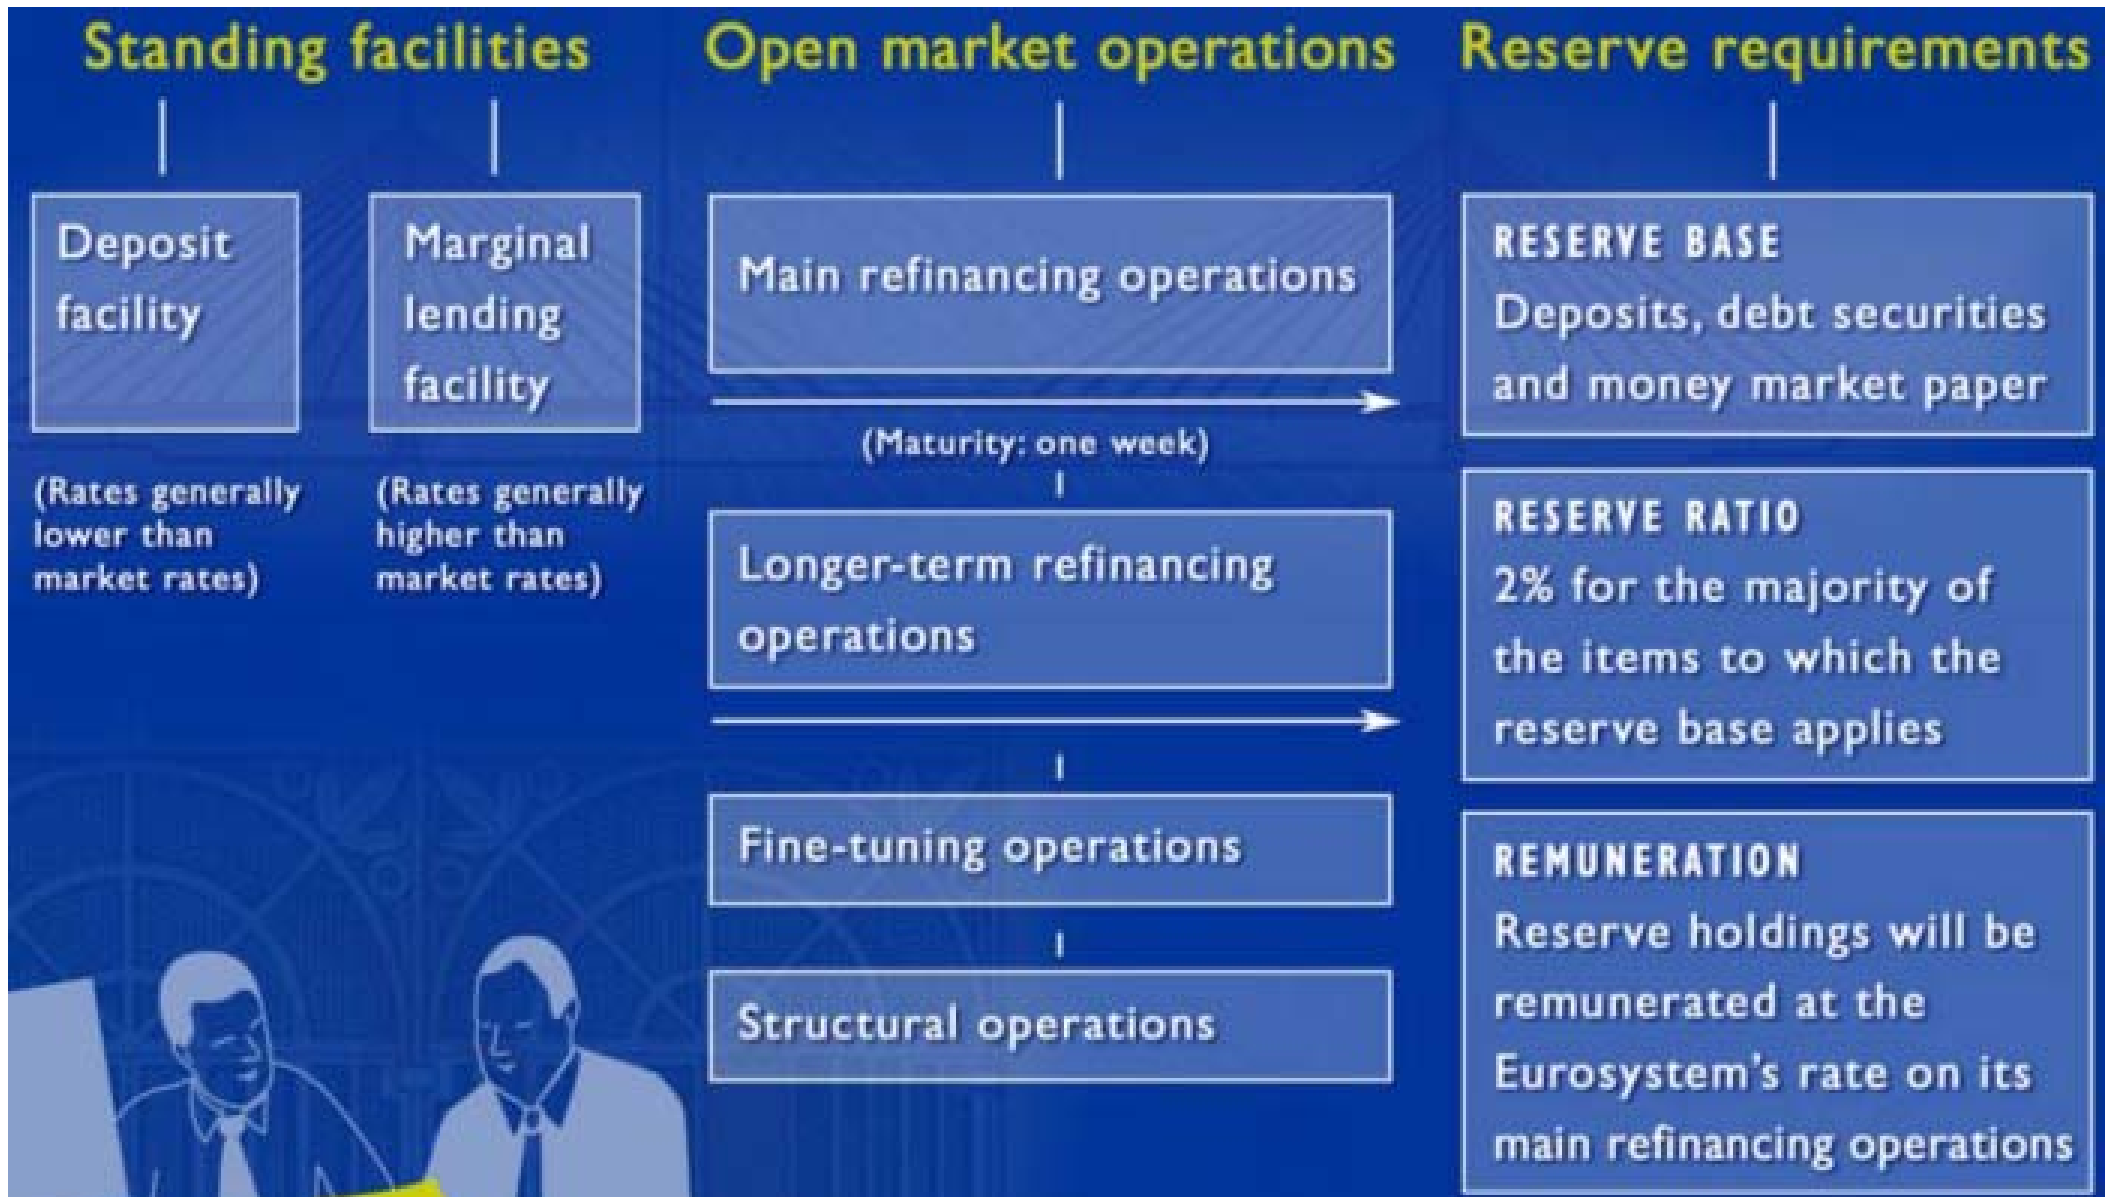 Standing facilities
Deposit
facility
(Rates generally
lower than
market rates)
Marginal
lending
facility
(Rates generally
higher than
market rates)
Open market operations
Main refinancing operations
(Maturity: one week)
Longer-term refinancing
operations
Fine-tuning operations
Structural operations
Reserve requirements
RESERVE BASE
Deposits, debt securities
and money market paper
RESERVE RATIO
2% for the majority of
the items to which the
reserve base applies
REMUNERATION
Reserve holdings will be
remunerated at the
Eurosystem's rate on its
main refinancing operations